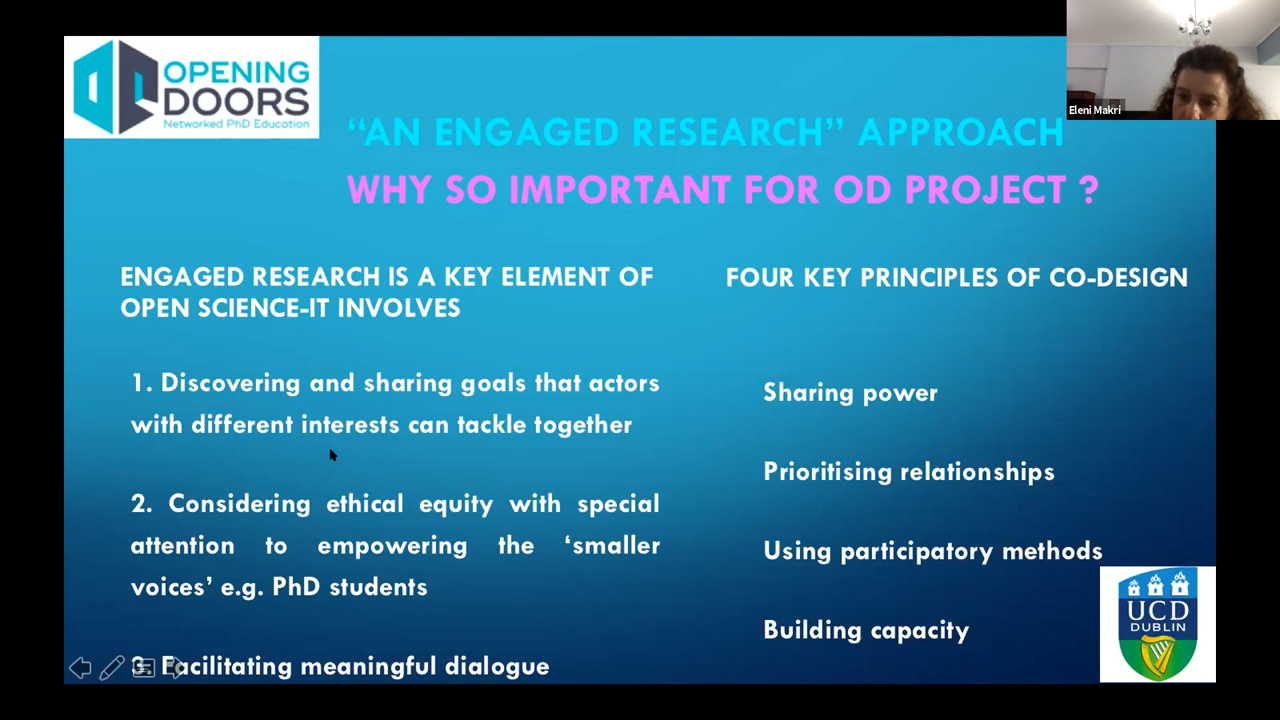 OPENING
DOORS
Networked PhD Education
Eleni Makri
“AN ENGAGED RESEARCH” APPROACH
WHY SO IMPORTANT FOR OD PROJECT ?
ENGAGED RESEARCH IS A KEY ELEMENT OF
OPEN SCIENCE-IT INVOLVES
1. Discovering and sharing goals that actors
with different interests can tackle together
2. Considering ethical equity with special
attention to empowering the ‘smaller
voices’ e.g. PhD students
3. Facilitating meaningful dialogue
FOUR KEY PRINCIPLES OF CO-DESIGN
Sharing power
Prioritising relationships
Using participatory methods
Building capacity
UCD
DUBLIN